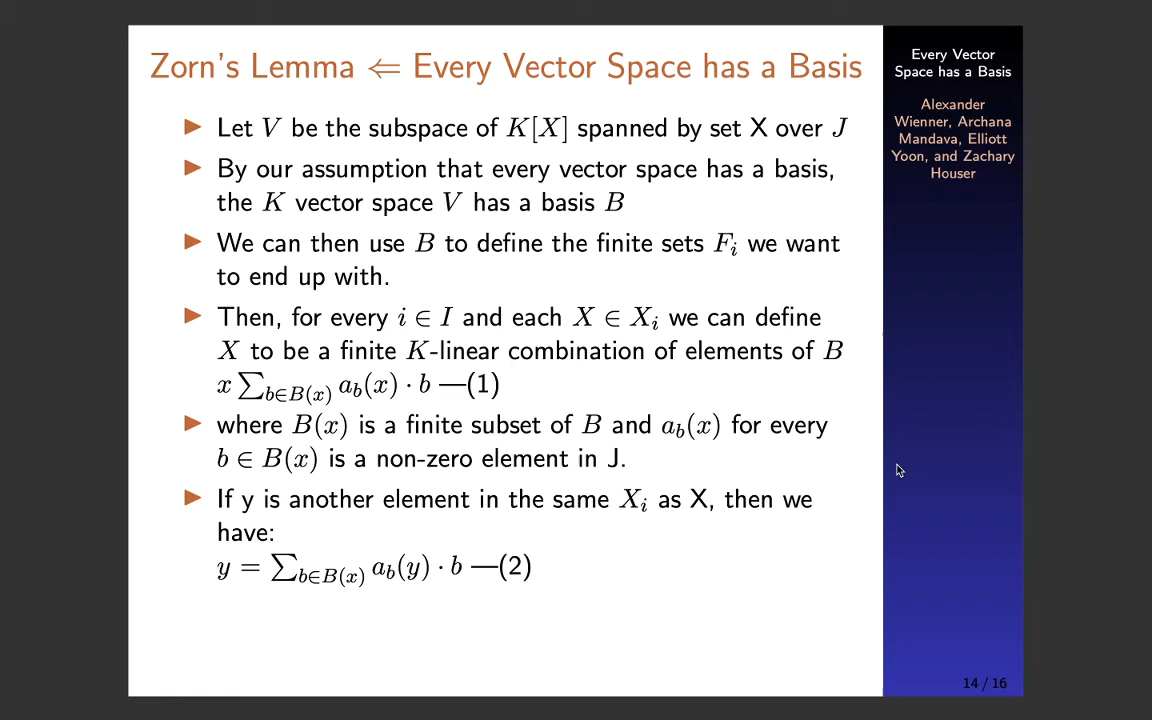 Zorn's Lemma ⇐ Every Vector Space has a Basis
▶ Let V be the subspace of K[X] spanned by set X over J
▶ By our assumption that every vector space has a basis,
the K vector space V has a basis B
▶ We can then use B to define the finite sets F_i we want
to end up with.
▶ Then, for every i ∈ I and each X ∈ X_i we can define
X to be a finite K-linear combination of elements of B
x ∑_{b∈B(x)} a_b(x) · b —(1)
▶ where B(x) is a finite subset of B and a_b(x) for every
b ∈ B(x) is a non-zero element in J.
▶ If y is another element in the same X_i as X, then we
have:
y = ∑_{b∈B(x)} a_b(y) · b —(2)
Every Vector
Space has a Basis
Alexander
Wienner, Archana
Mandava, Elliott
Yoon, and Zachary
Houser
14 / 16